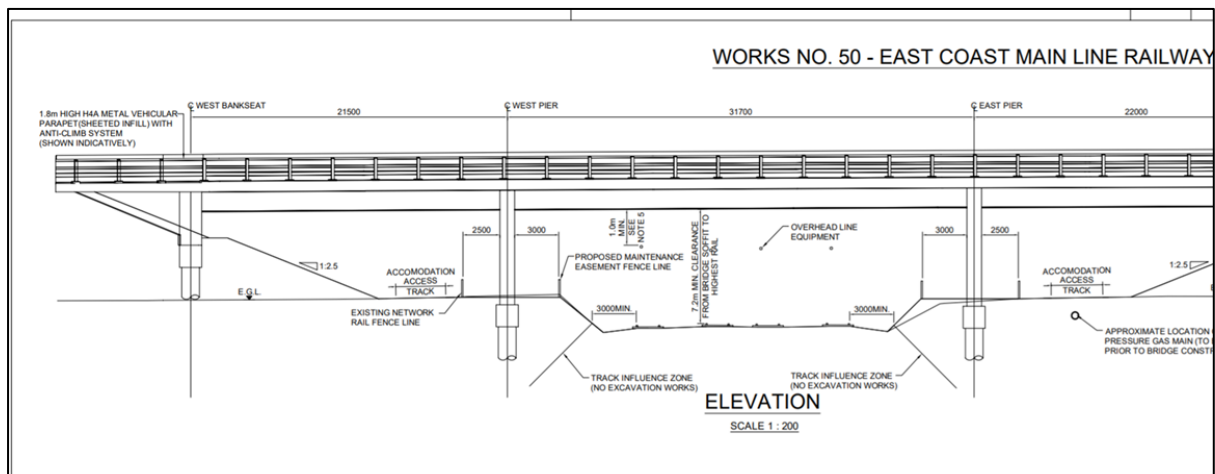 WORKS NO. 50 - EAST COAST MAIN LINE RAILWAY
1.8m HIGH H4A METAL VEHICULAR
PARAPET(SHEETED INFILL) WITH
ANTI-CLIMB SYSTEM
(SHOWN INDICATIVELY)
℄ WEST BANKSEAT
21500
℄ WEST PIER
31700
℄ EAST PIER
22000
1.0m
MIN.
SEE
NOTE 5
7.2m MIN. CLEARANCE
FROM BRIDGE SOFFIT TO
HIGHEST RAIL
OVERHEAD LINE
EQUIPMENT
2500
3000
3000
2500
PROPOSED MAINTENANCE
EASEMENT FENCE LINE
1:2.5
1:2.5
ACCOMODATION
ACCESS
TRACK
ACCOMODATION
ACCESS
TRACK
E.G.L.
EXISTING NETWORK
RAIL FENCE LINE
3000MIN.
3000MIN.
APPROXIMATE LOCATION
PRESSURE GAS MAIN (TO
PRIOR TO BRIDGE CONST
TRACK INFLUENCE ZONE
(NO EXCAVATION WORKS)
TRACK INFLUENCE ZONE
(NO EXCAVATION WORKS)
ELEVATION
SCALE 1 : 200